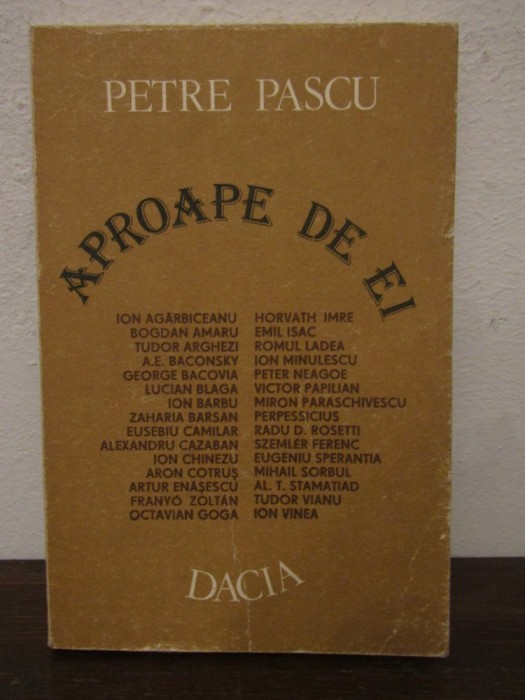 PETRE PASCU
APROAPE DE EI
ION AGÂRBICEANU
BOGDAN AMARU
TUDOR ARGHEZI
A.E. BACONSKY
GEORGE BACOVIA
LUCIAN BLAGA
ION BARBU
ZAHARIA BARSAN
EUSEBIU CAMILAR
ALEXANDRU CAZABAN
ION CHINEZU
ARON COTRUȘ
ARTUR ENĂȘESCU
FRANYÓ ZOLTÁN
OCTAVIAN GOGA
HORVATH IMRE
EMIL ISAC
ROMUL LADEA
ION MINULESCU
PETER NEAGOE
VICTOR PAPILIAN
MIRON PARASCHIVESCU
PERPESSICIUS
RADU D. ROSETTI
SZEMLÉR FERENC
EUGENIU SPERANTIA
MIHAIL SORBUL
AL. T. STAMATIAD
TUDOR VIANU
ION VINEA
DACIA